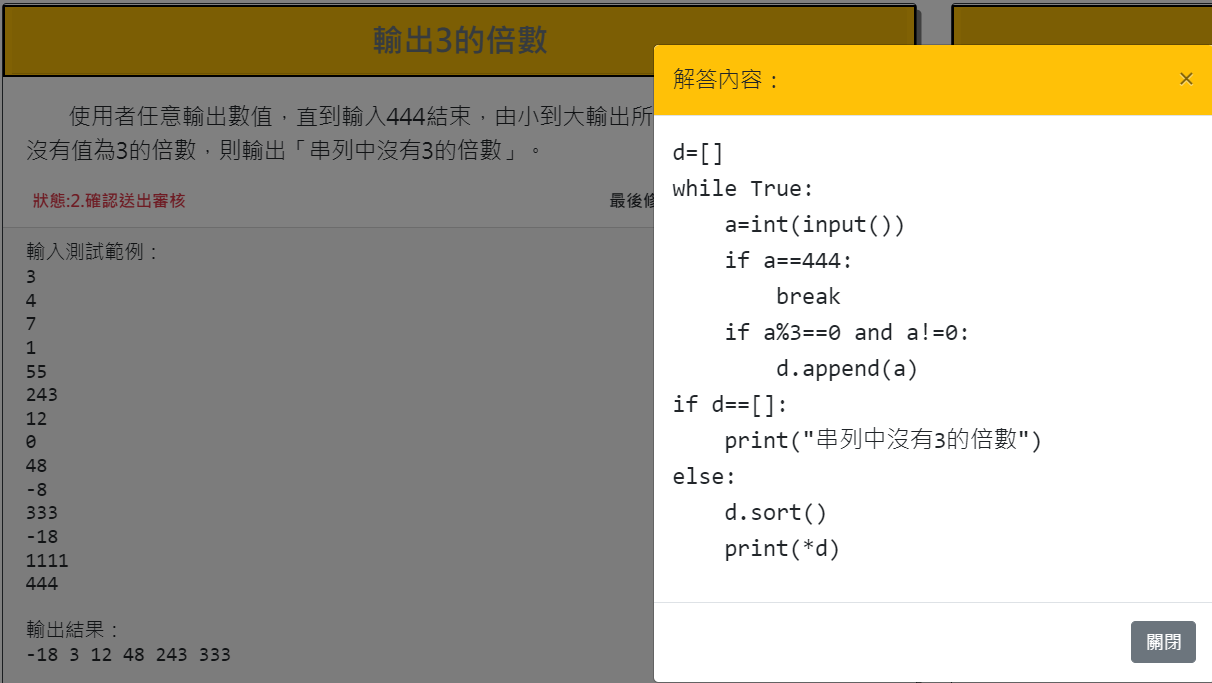 輸出3的倍數
使用者任意輸出數值，直到輸入444結束，由小到大輸出所
沒有值為3的倍數，則輸出「串列中沒有3的倍數」。
狀態:2.確認送出審核
最後修
輸入測試範例：
3
4
7
1
55
243
12
0
48
-8
333
-18
1111
444
輸出結果：
-18 3 12 48 243 333
解答內容：
×
d=[]
while True:
    a=int(input())
    if a==444:
        break
    if a%3==0 and a!=0:
        d.append(a)
if d==[]:
    print("串列中沒有3的倍數")
else:
    d.sort()
    print(*d)
關閉